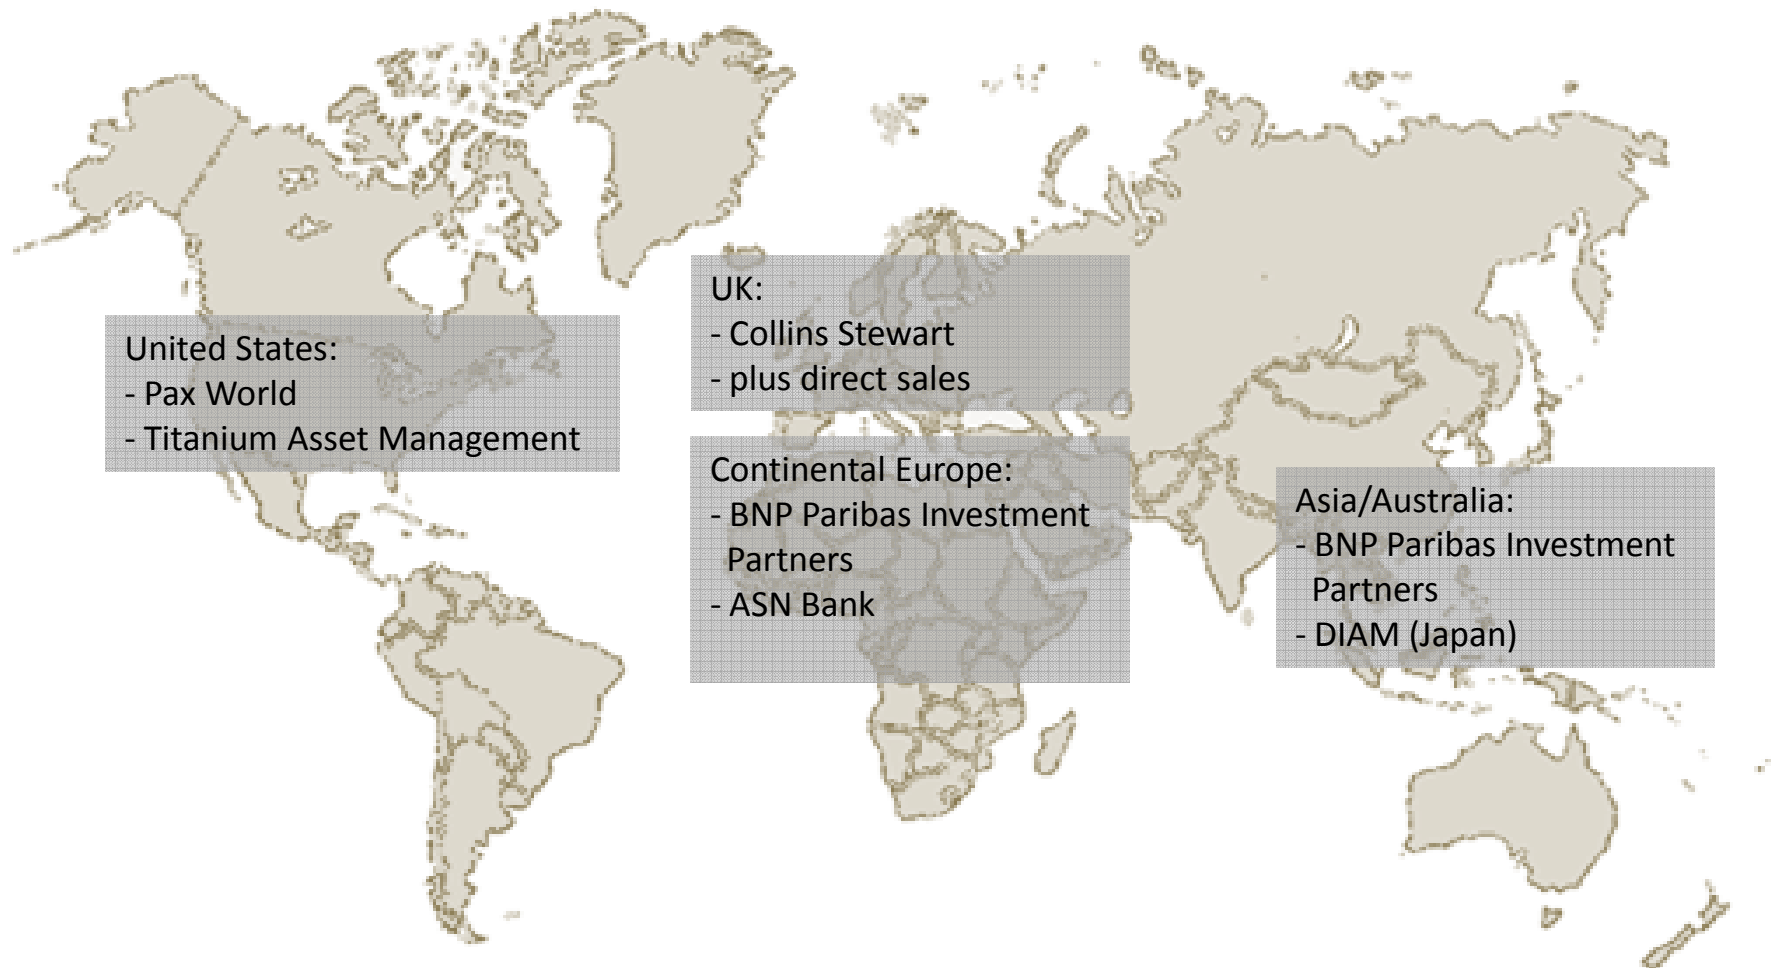 United States:
- Pax World
- Titanium Asset Management
UK:
- Collins Stewart
- plus direct sales
Continental Europe:
- BNP Paribas Investment
Partners
- ASN Bank
Asia/Australia:
- BNP Paribas Investment
Partners
- DIAM (Japan)